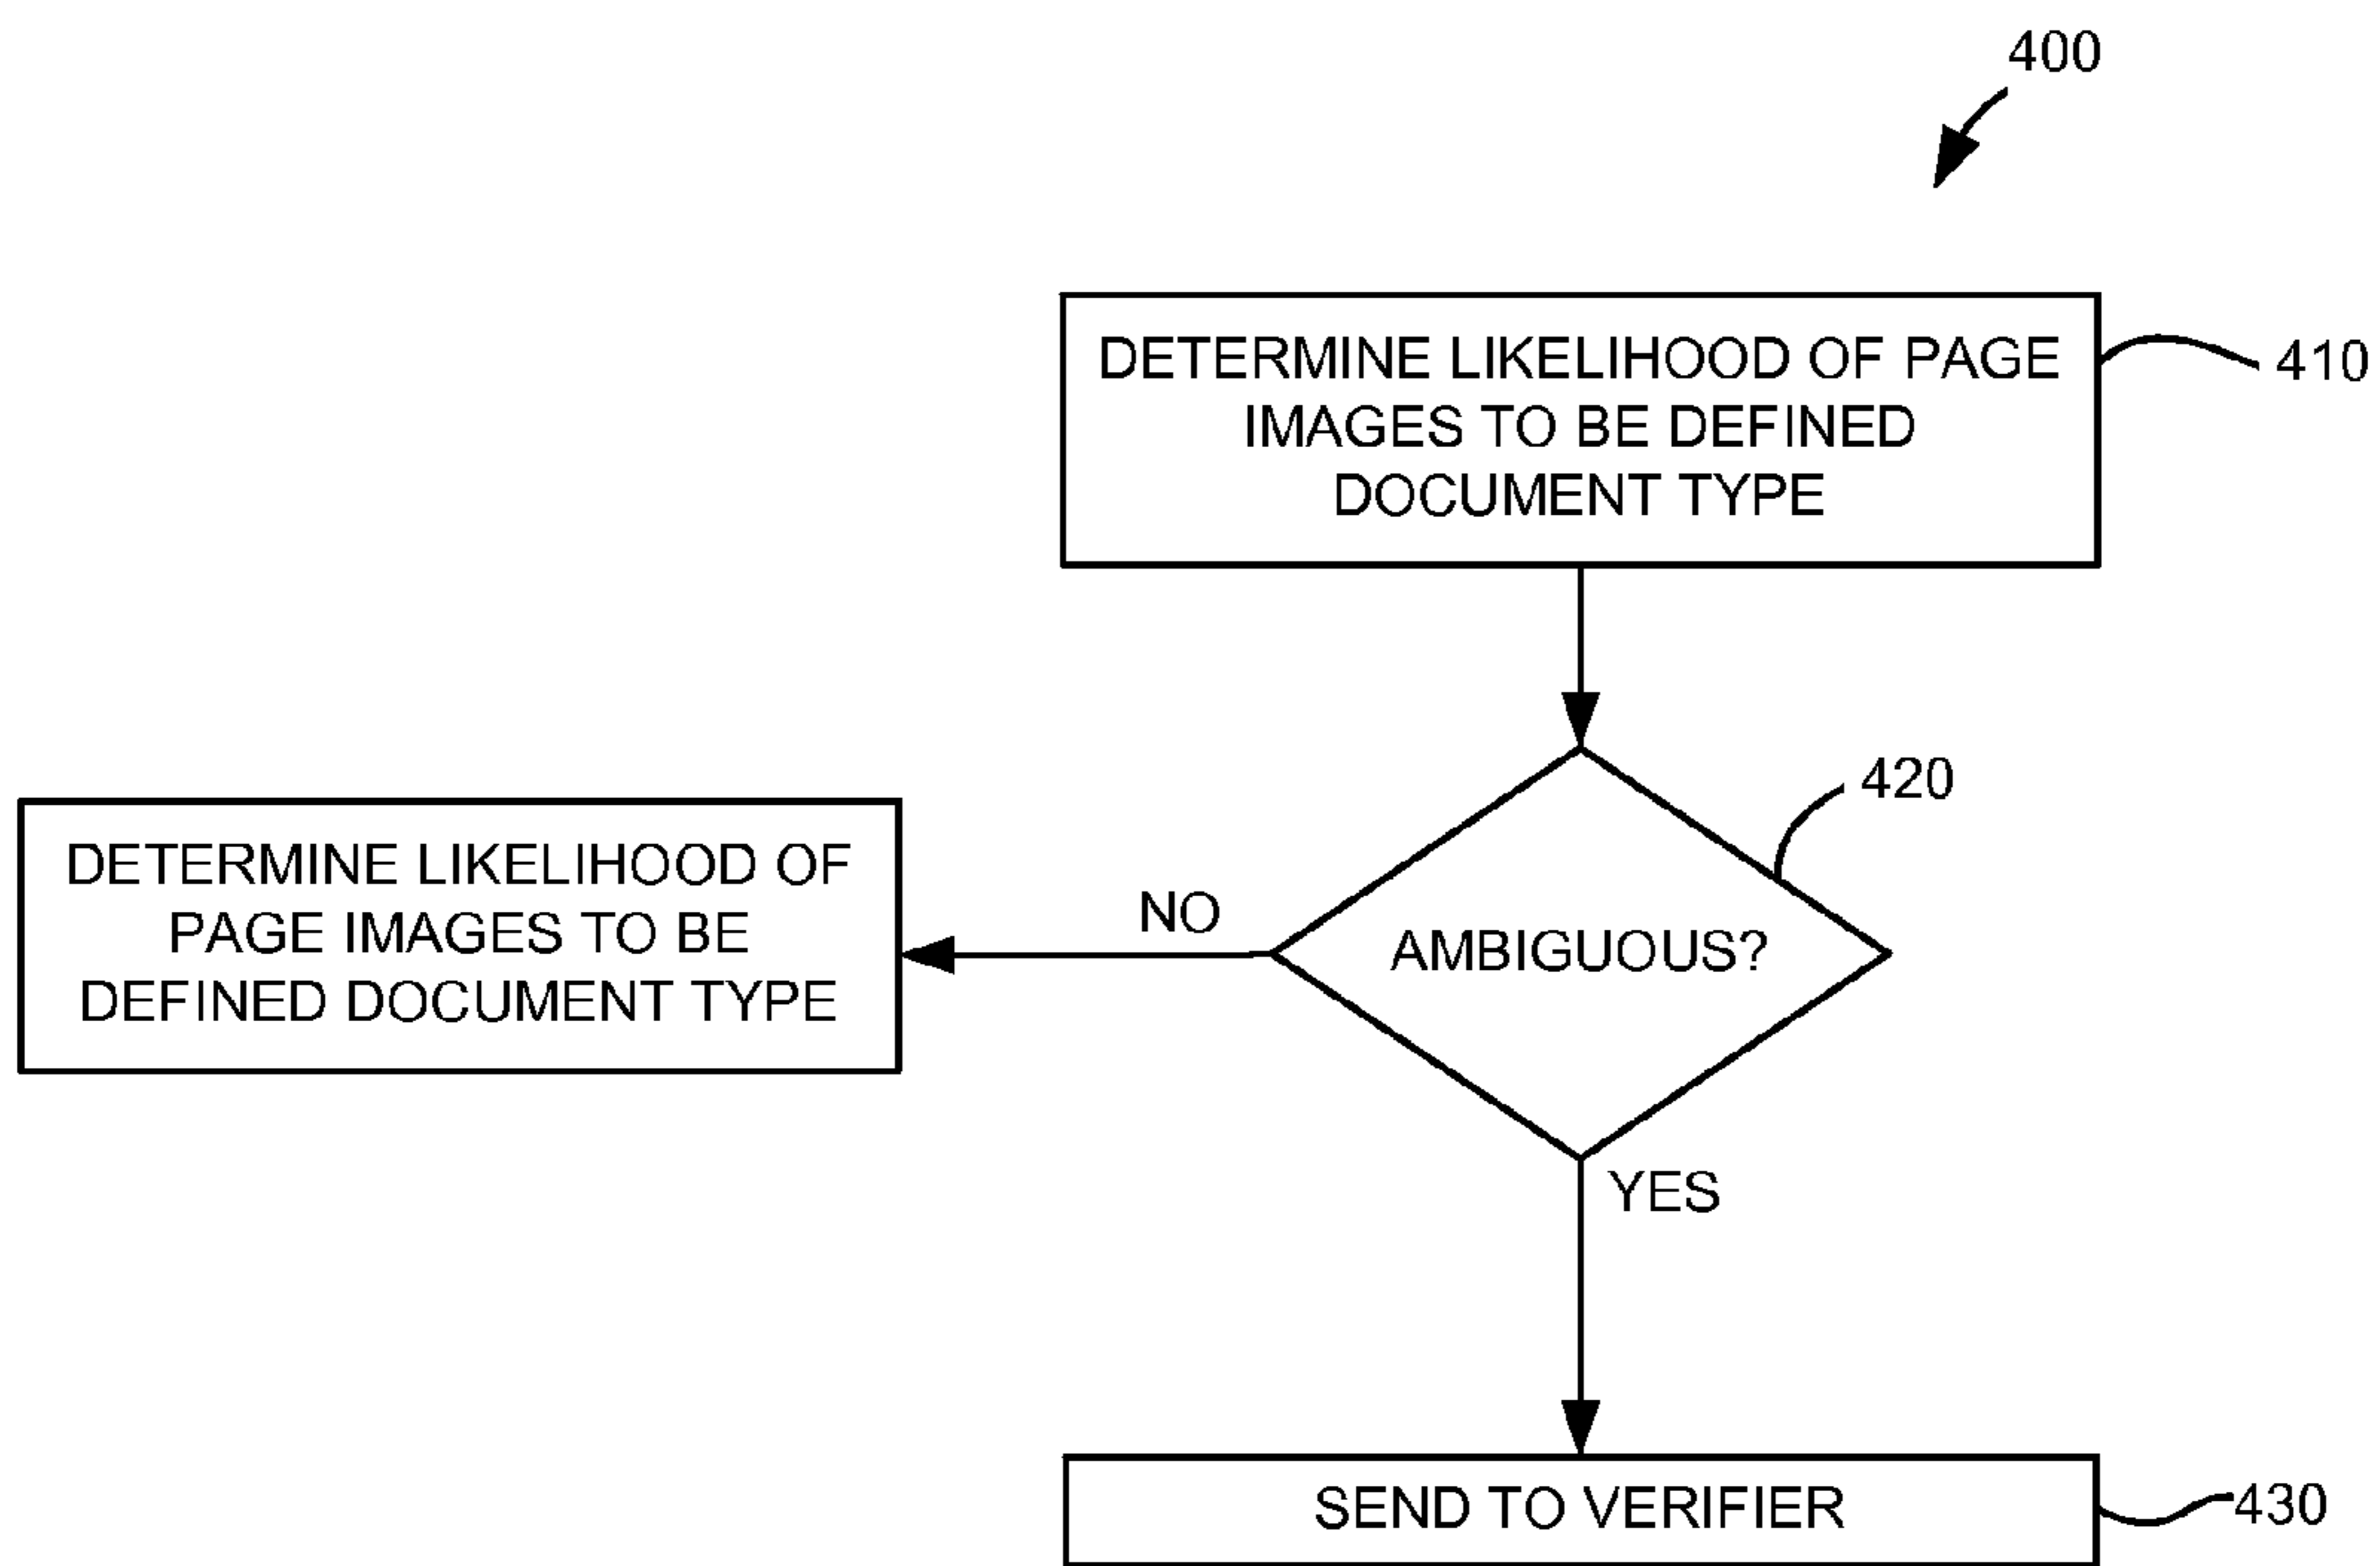 400
DETERMINE LIKELIHOOD OF PAGE
IMAGES TO BE DEFINED
DOCUMENT TYPE
410
420
AMBIGUOUS?
NO
DETERMINE LIKELIHOOD OF
PAGE IMAGES TO BE
DEFINED DOCUMENT TYPE
YES
SEND TO VERIFIER
430